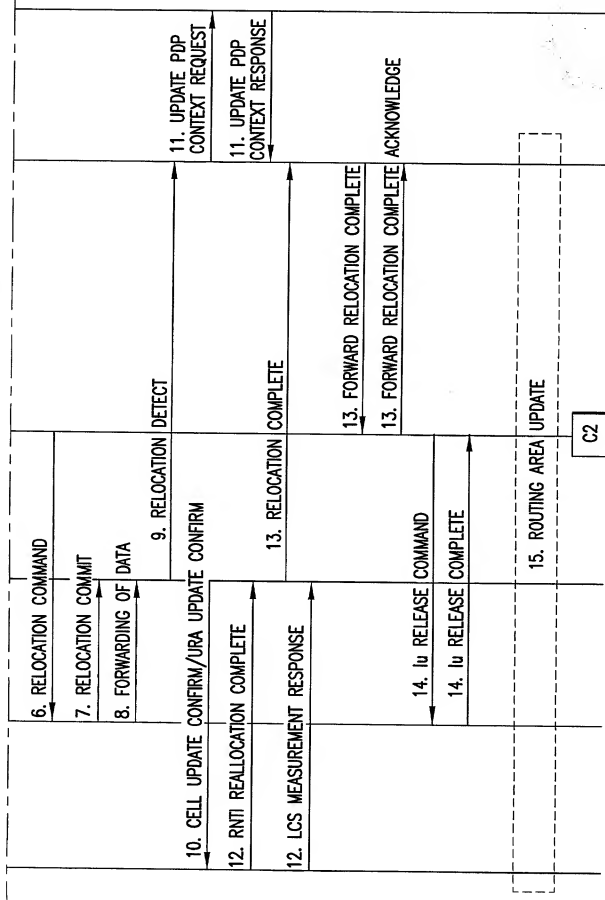 6. RELOCATION COMMAND
7. RELOCATION COMMIT
8. FORWARDING OF DATA
9. RELOCATION DETECT
10. CELL UPDATE CONFIRM/URA UPDATE CONFIRM
11. UPDATE PDP
CONTEXT REQUEST
12. RNTI REALLOCATION COMPLETE
11. UPDATE PDP
CONTEXT RESPONSE
13. RELOCATION COMPLETE
12. LCS MEASUREMENT RESPONSE
13. FORWARD RELOCATION COMPLETE
13. FORWARD RELOCATION COMPLETE ACKNOWLEDGE
14. Iu RELEASE COMMAND
14. Iu RELEASE COMPLETE
15. ROUTING AREA UPDATE
C2